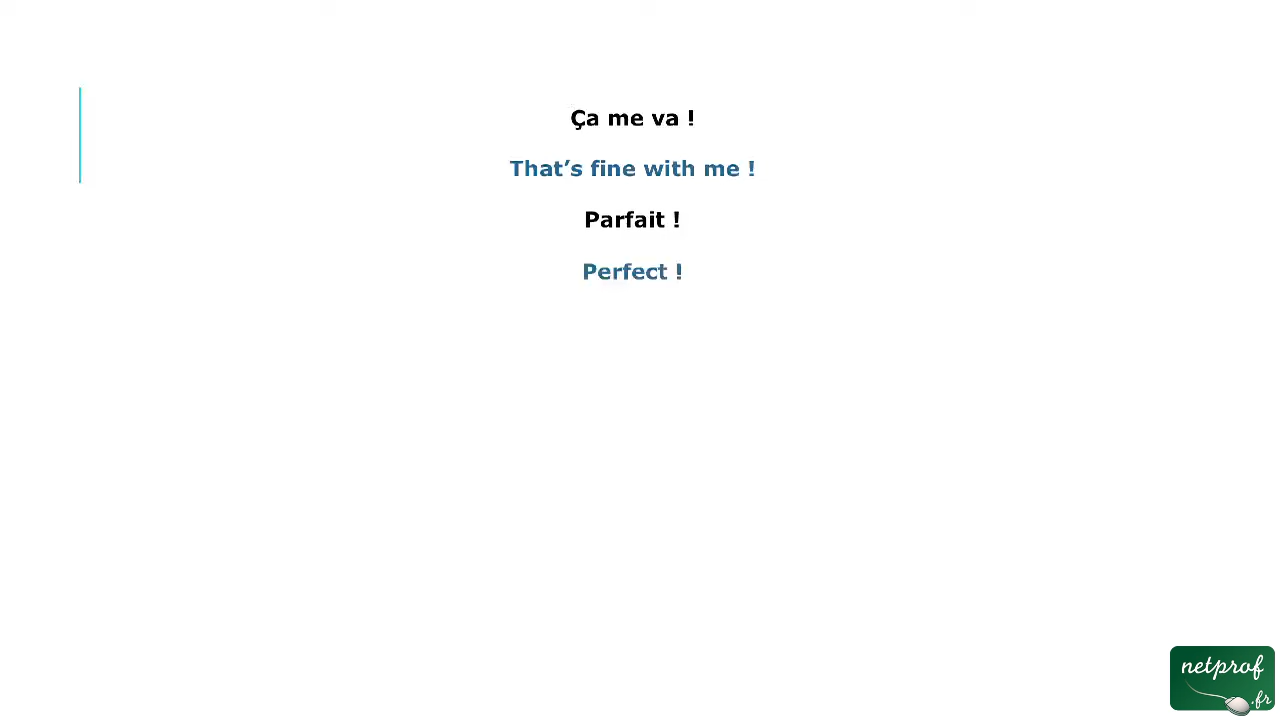 Ça me va !
That’s fine with me !
Parfait !
Perfect !
netprof
.fr